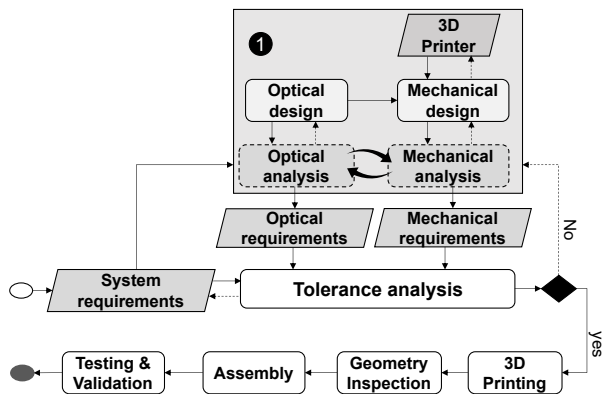 1
3D
Printer
Optical
design
Mechanical
design
Optical
analysis
Mechanical
analysis
Optical
requirements
Mechanical
requirements
No
System
requirements
Tolerance analysis
yes
Testing &
Validation
Assembly
Geometry
Inspection
3D
Printing